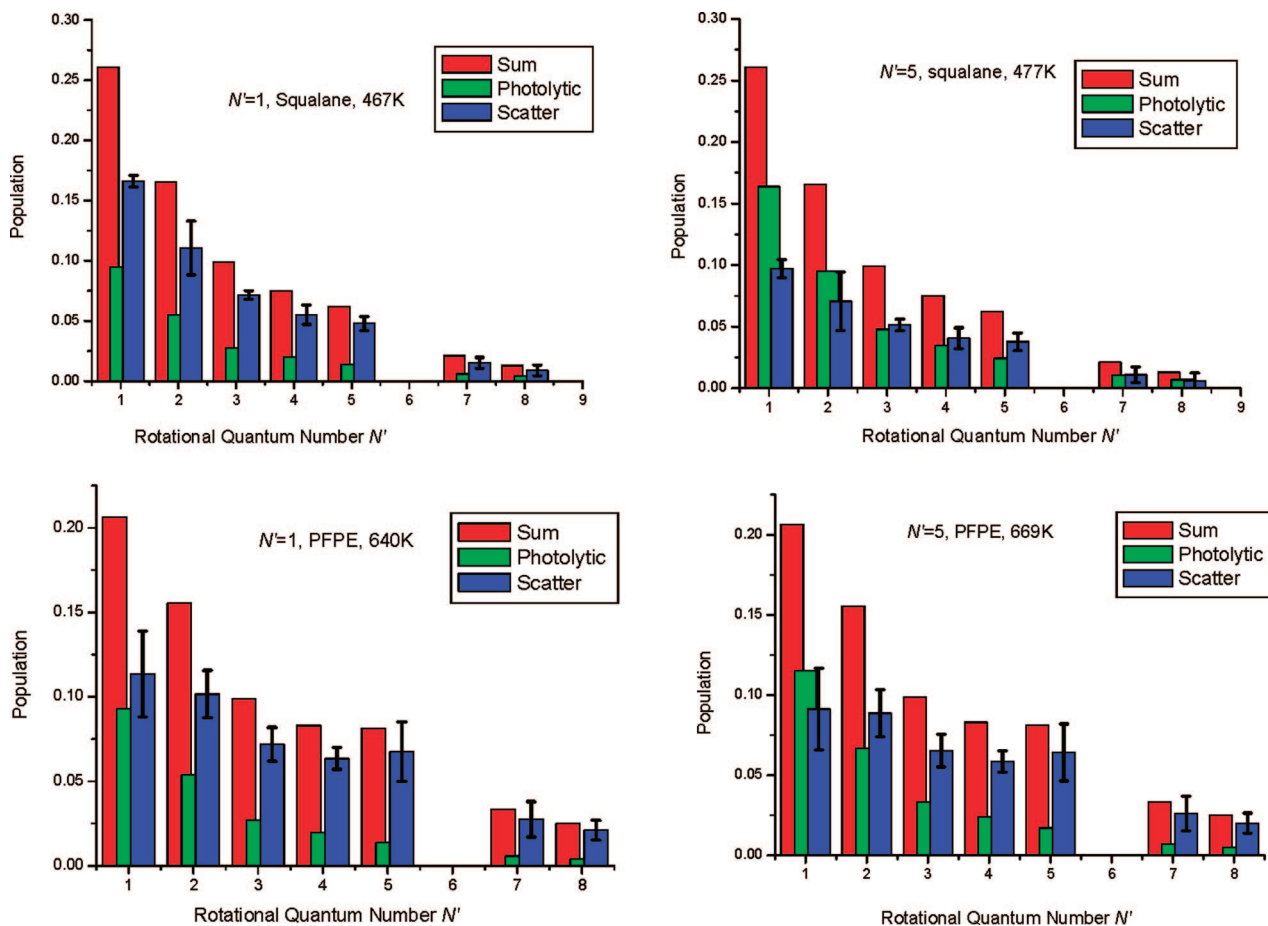 0.30
0.25
0.20
0.15
0.10
0.05
0.00
Population
N'=1, Squalane, 467K
Sum
Photolytic
Scatter
1 2 3 4 5 6 7 8 9
Rotational Quantum Number N'
0.30
0.25
0.20
0.15
0.10
0.05
0.00
Population
N'=5, squalane, 477K
Sum
Photolytic
Scatter
1 2 3 4 5 6 7 8 9
Rotational Quantum Number N'
0.20
0.15
0.10
0.05
0.00
Population
N'=1, PFPE, 640K
Sum
Photolytic
Scatter
1 2 3 4 5 6 7 8
Rotational Quantum Number N'
0.20
0.15
0.10
0.05
0.00
Population
N'=5, PFPE, 669K
Sum
Photolytic
Scatter
1 2 3 4 5 6 7 8
Rotational Quantum Number N'